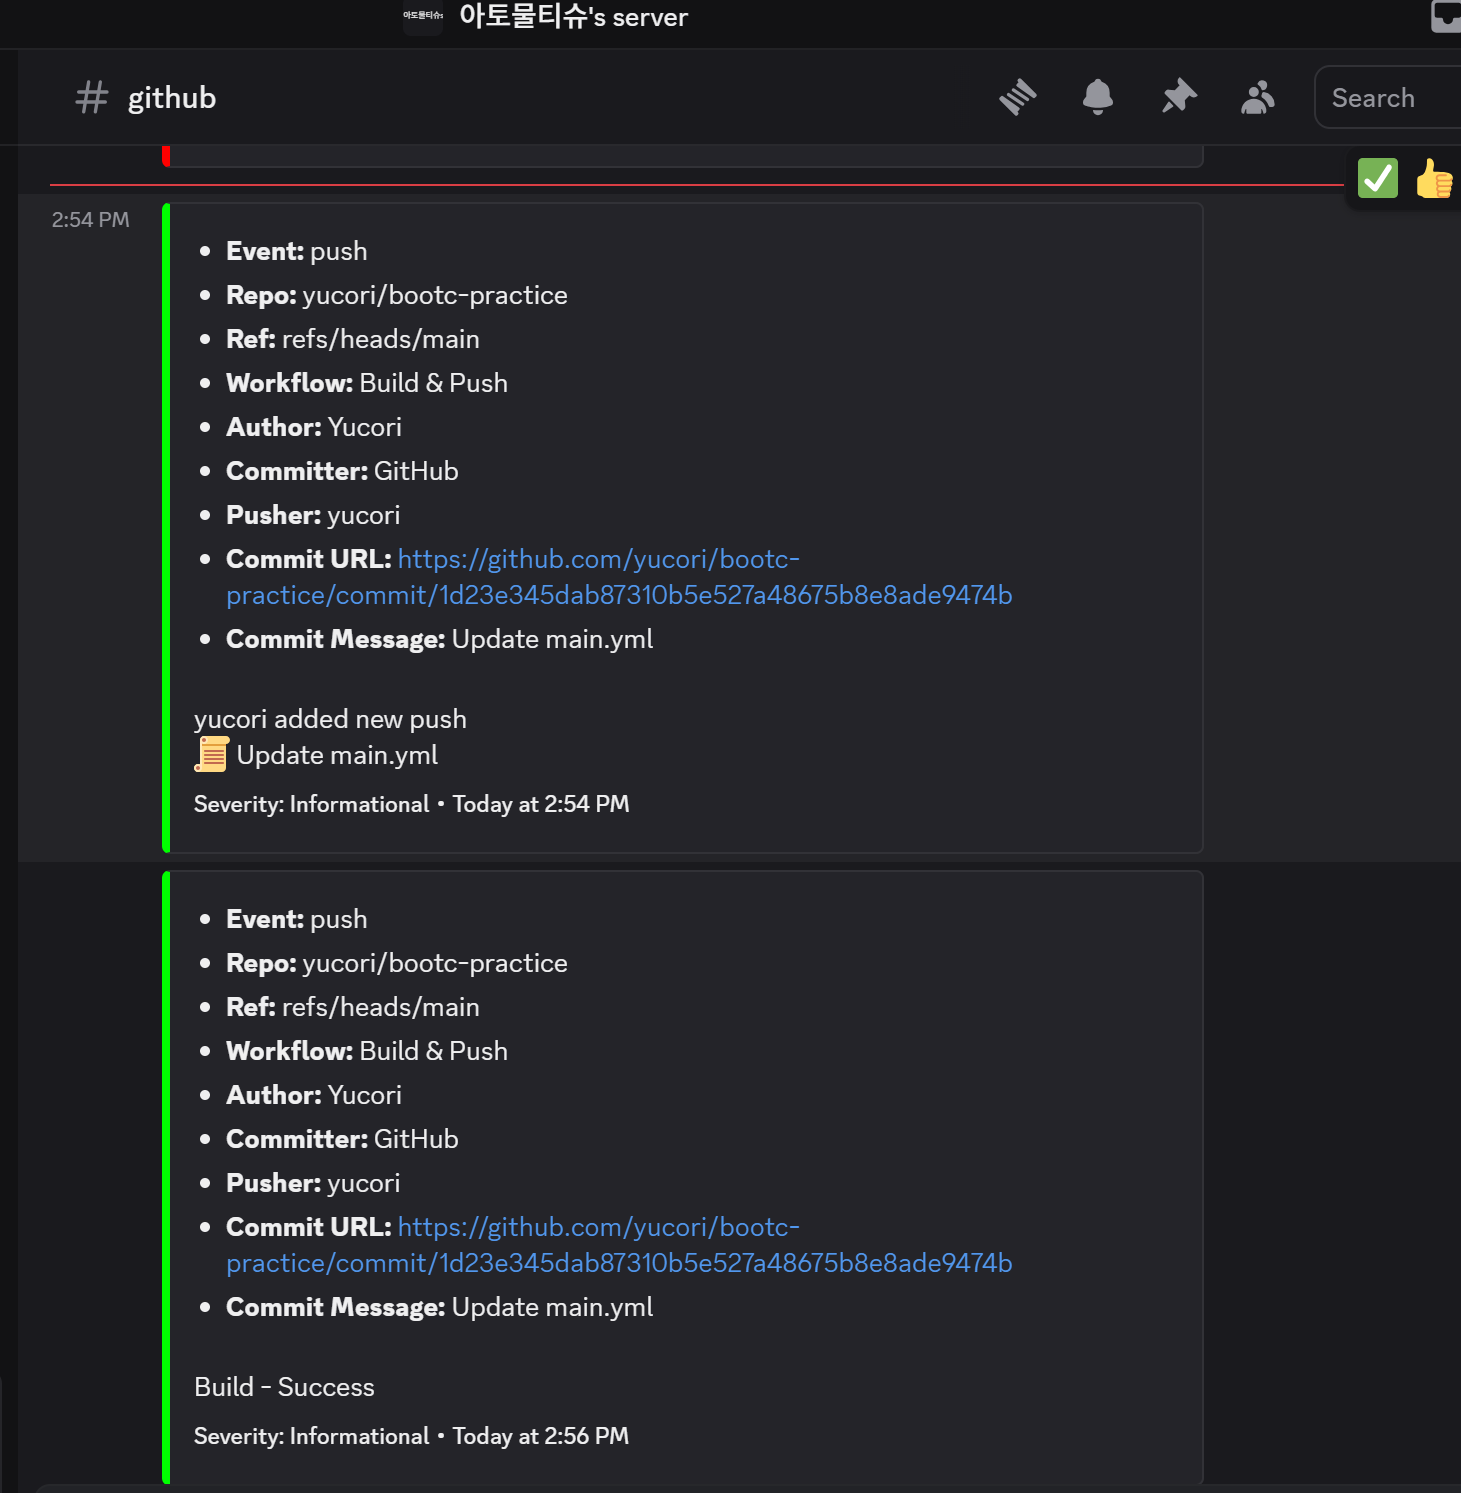 아토물티슈s
아토물티슈's server
github
Search
2:54 PM
Event: push
Repo: yucori/bootc-practice
Ref: refs/heads/main
Workflow: Build & Push
Author: Yucori
Committer: GitHub
Pusher: yucori
Commit URL: https://github.com/yucori/bootc-
practice/commit/1d23e345dab87310b5e527a48675b8e8ade9474b
Commit Message: Update main.yml
yucori added new push
Update main.yml
Severity: Informational • Today at 2:54 PM
Event: push
Repo: yucori/bootc-practice
Ref: refs/heads/main
Workflow: Build & Push
Author: Yucori
Committer: GitHub
Pusher: yucori
Commit URL: https://github.com/yucori/bootc-
practice/commit/1d23e345dab87310b5e527a48675b8e8ade9474b
Commit Message: Update main.yml
Build - Success
Severity: Informational • Today at 2:56 PM